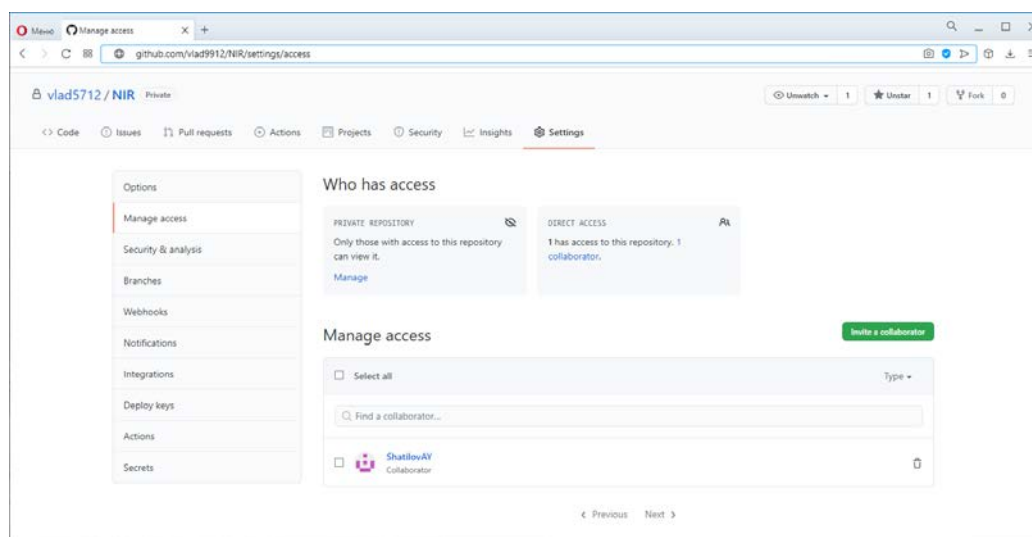 Меню Manage access
github.com/vlad9912/NIR/settings/access
vlad5712 / NIR Private
Unwatch 1 Unstar 1 Fork 0
Code Issues Pull requests Actions Projects Security Insights Settings
Options
Manage access
Security & analysis
Branches
Webhooks
Notifications
Integrations
Deploy keys
Actions
Secrets
Who has access
PRIVATE REPOSITORY
Only those with access to this repository
can view it.
Manage
DIRECT ACCESS
1 has access to this repository. 1
collaborator.
Manage access
Invite a collaborator
Select all
Type
Find a collaborator...
ShatilovAY
Collaborator
Previous Next